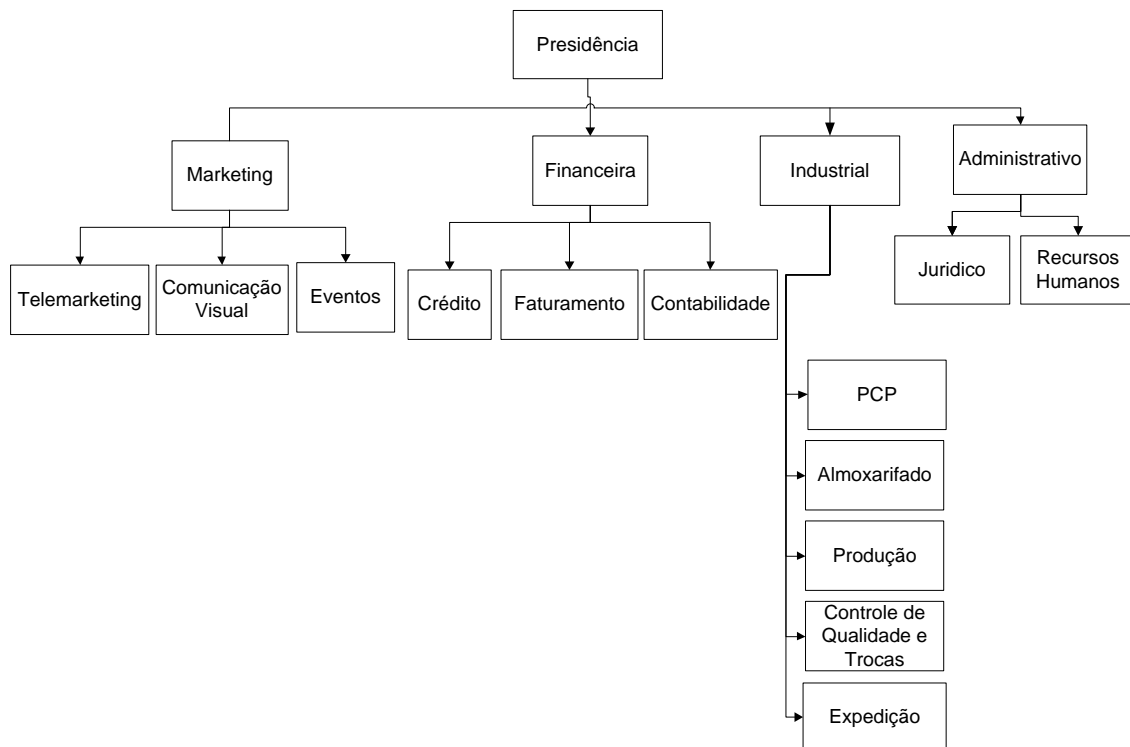 Presidência
Marketing
Financeira
Industrial
Administrativo
Telemarketing
Comunicação
Visual
Eventos
Crédito
Faturamento
Contabilidade
Juridico
Recursos
Humanos
PCP
Almoxarifado
Produção
Controle de
Qualidade e
Trocas
Expedição